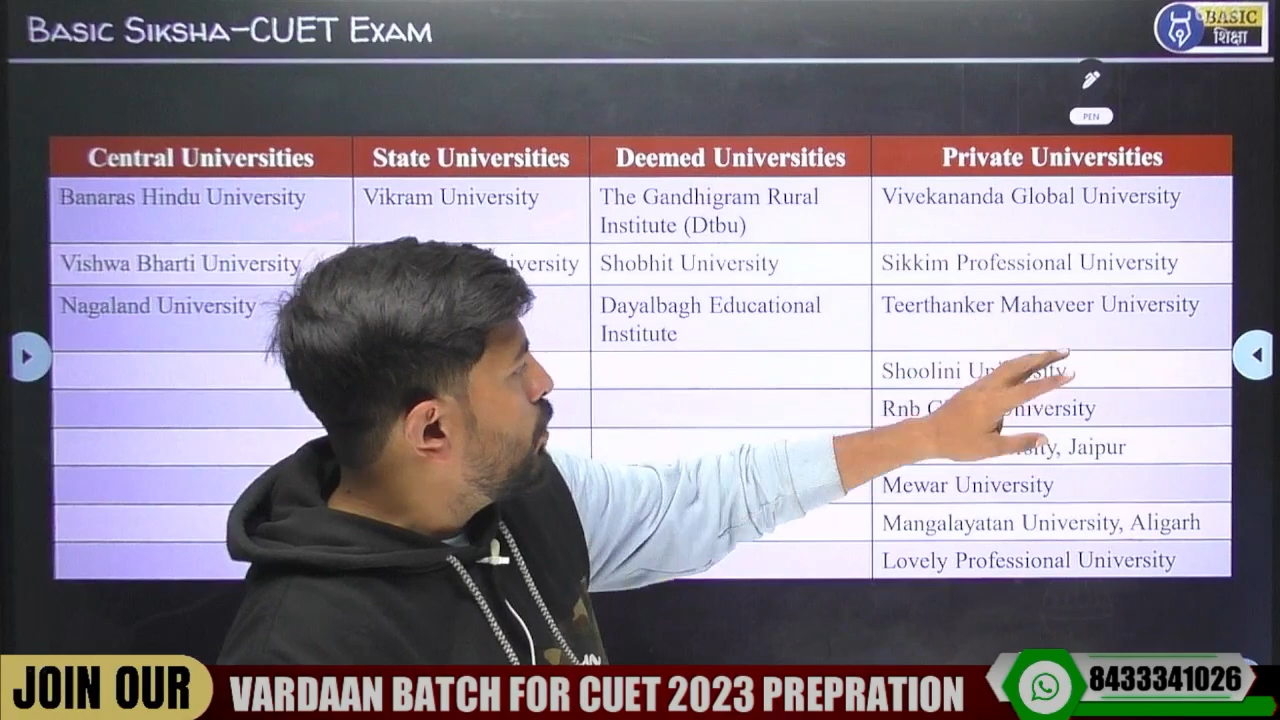 BASIC SIKSHA-CUET EXAM
BASIC
शिक्षा
PEN
Central Universities State Universities Deemed Universities Private Universities
Banaras Hindu University Vikram University The Gandhigram Rural Vivekananda Global University
Institute (Dtbu)
Vishwa Bharti University Shobhit University Sikkim Professional University
Nagaland University Dayalbagh Educational Teerthanker Mahaveer University
Institute
Shoolini
Rnb University
Jaipur
Mewar University
Mangalayatan University, Aligarh
Lovely Professional University
JOIN OUR VARDAAN BATCH FOR CUET 2023 PREPRATION 8433341026